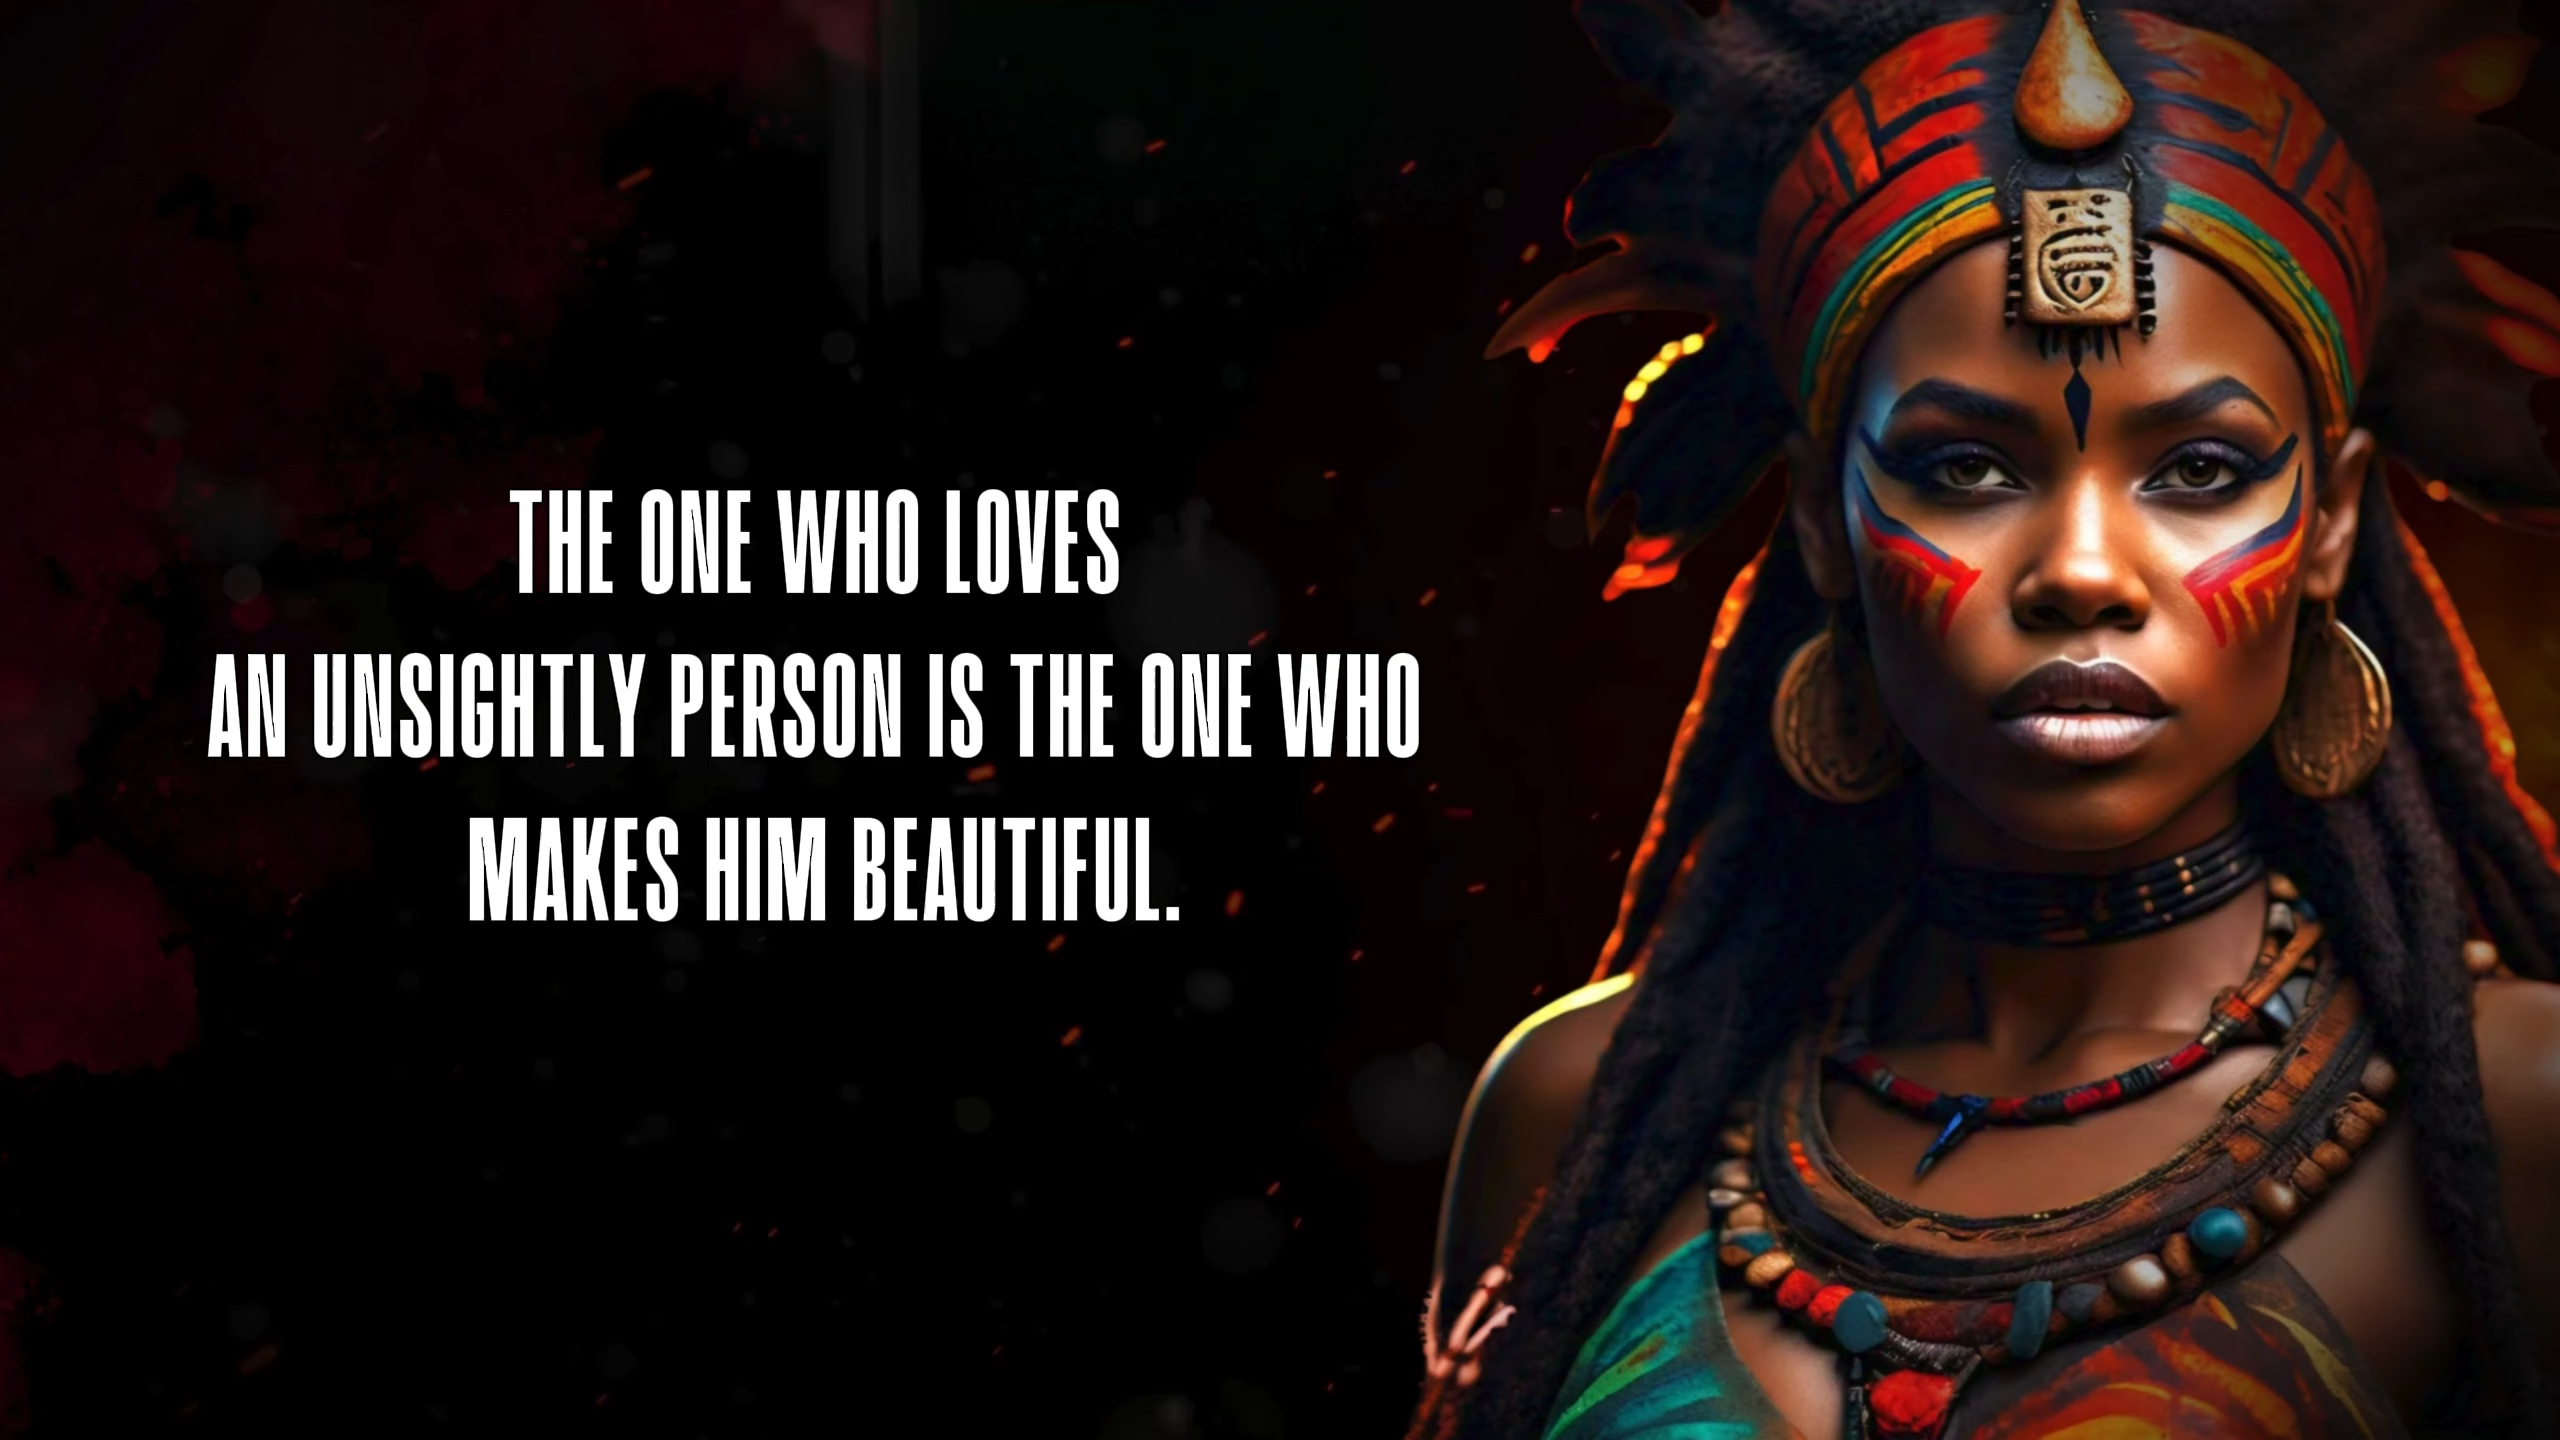 THE ONE WHO LOVES
AN UNSIGHTLY PERSON IS THE ONE WHO
MAKES HIM BEAUTIFUL.